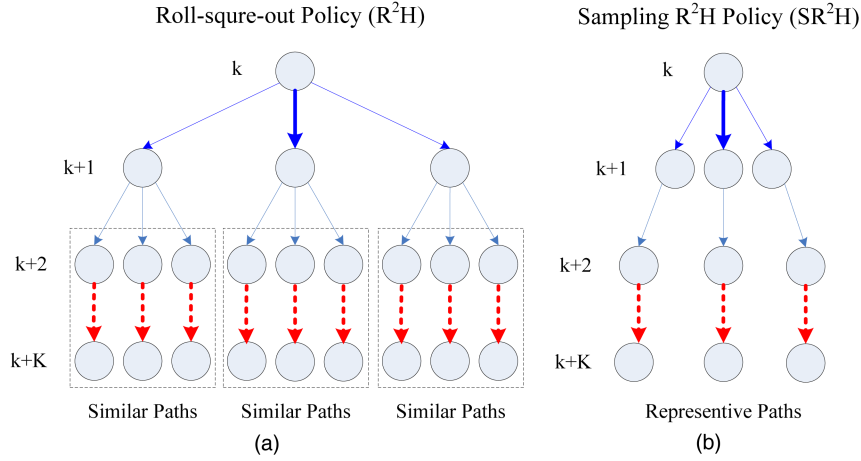 Roll-squre-out Policy (R²H)
k
k+1
k+2
k+K
Similar Paths
Similar Paths
Similar Paths
(a)
Sampling R²H Policy (SR²H)
k
k+1
k+2
k+K
Representive Paths
(b)